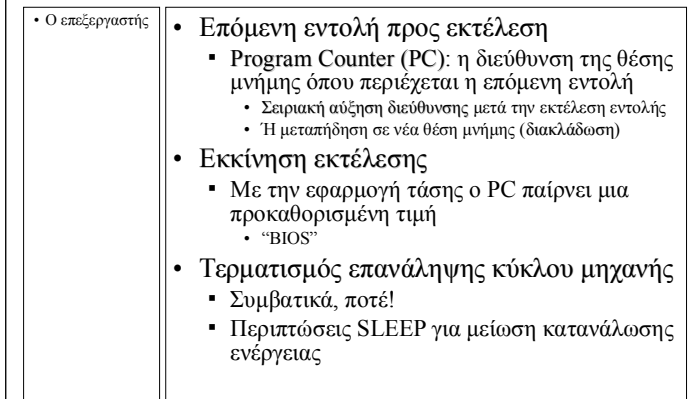 • Ο επεξεργαστής
• Επόμενη εντολή προς εκτέλεση
▪ Program Counter (PC): η διεύθυνση της θέσης
μνήμης όπου περιέχεται η επόμενη εντολή
• Σειριακή αύξηση διεύθυνσης μετά την εκτέλεση εντολής
• Ή μεταπήδηση σε νέα θέση μνήμης (διακλάδωση)
• Εκκίνηση εκτέλεσης
▪ Με την εφαρμογή τάσης ο PC παίρνει μια
προκαθορισμένη τιμή
• “BIOS”
• Τερματισμός επανάληψης κύκλου μηχανής
▪ Συμβατικά, ποτέ!
▪ Περιπτώσεις SLEEP για μείωση κατανάλωσης
ενέργειας